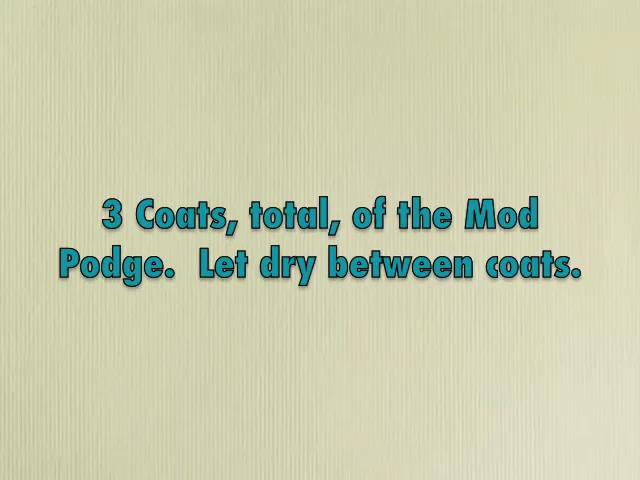 3 Coats, total, of the Mod
Podge.  Let dry between coats.